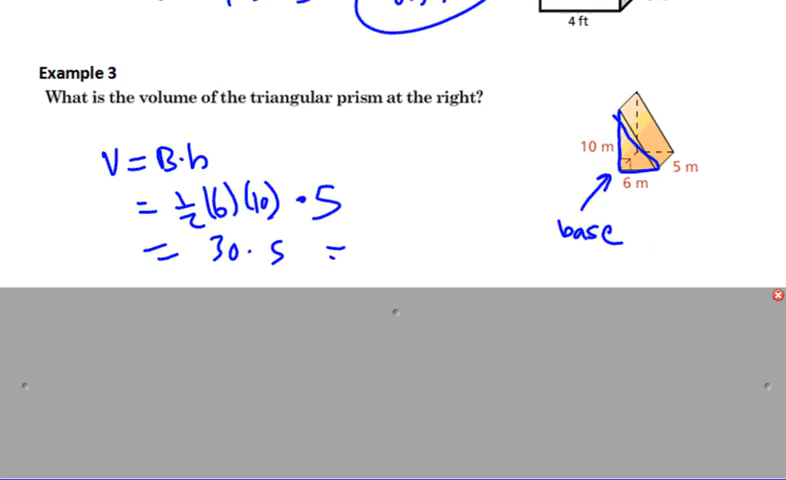 4 ft
Example 3
What is the volume of the triangular prism at the right?
V = B·h
= 1/2 (6)(10) · 5
= 30 · 5 =
10 m
5 m
6 m
base